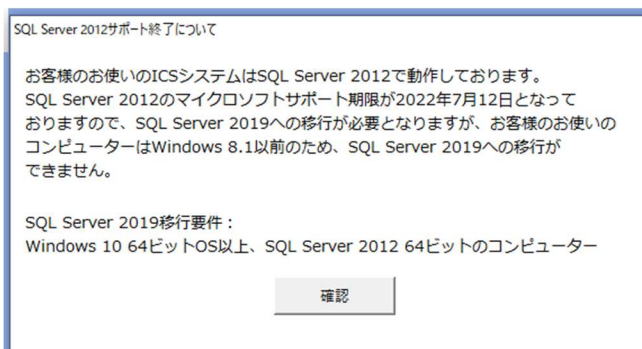 SQL Server 2012サポート終了について
お客様のお使いのICSシステムはSQL Server 2012で動作しております。
SQL Server 2012のマイクロソフトサポート期限が2022年7月12日となって
おりますので、SQL Server 2019への移行が必要となりますが、お客様のお使いの
コンピューターはWindows 8.1以前のため、SQL Server 2019への移行が
できません。
SQL Server 2019移行要件：
Windows 10 64ビットOS以上、SQL Server 2012 64ビットのコンピューター
確認